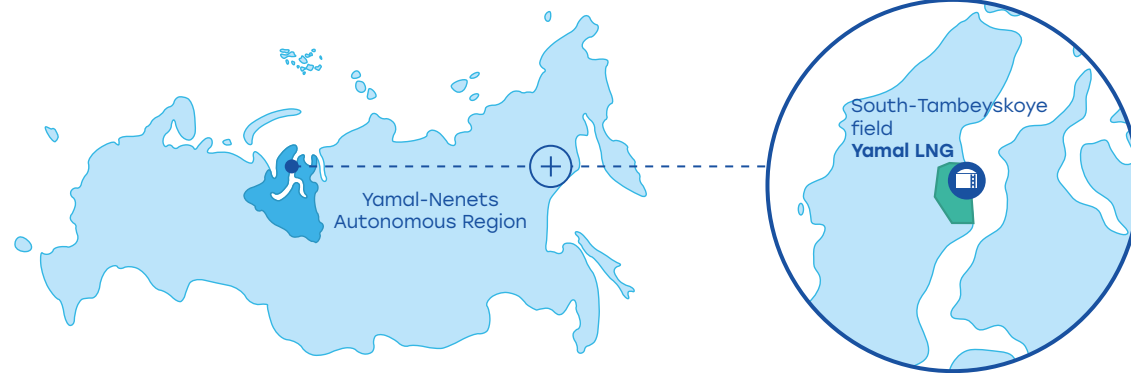 Yamal-Nenets
Autonomous Region
South-Tambeyskoye
field
Yamal LNG